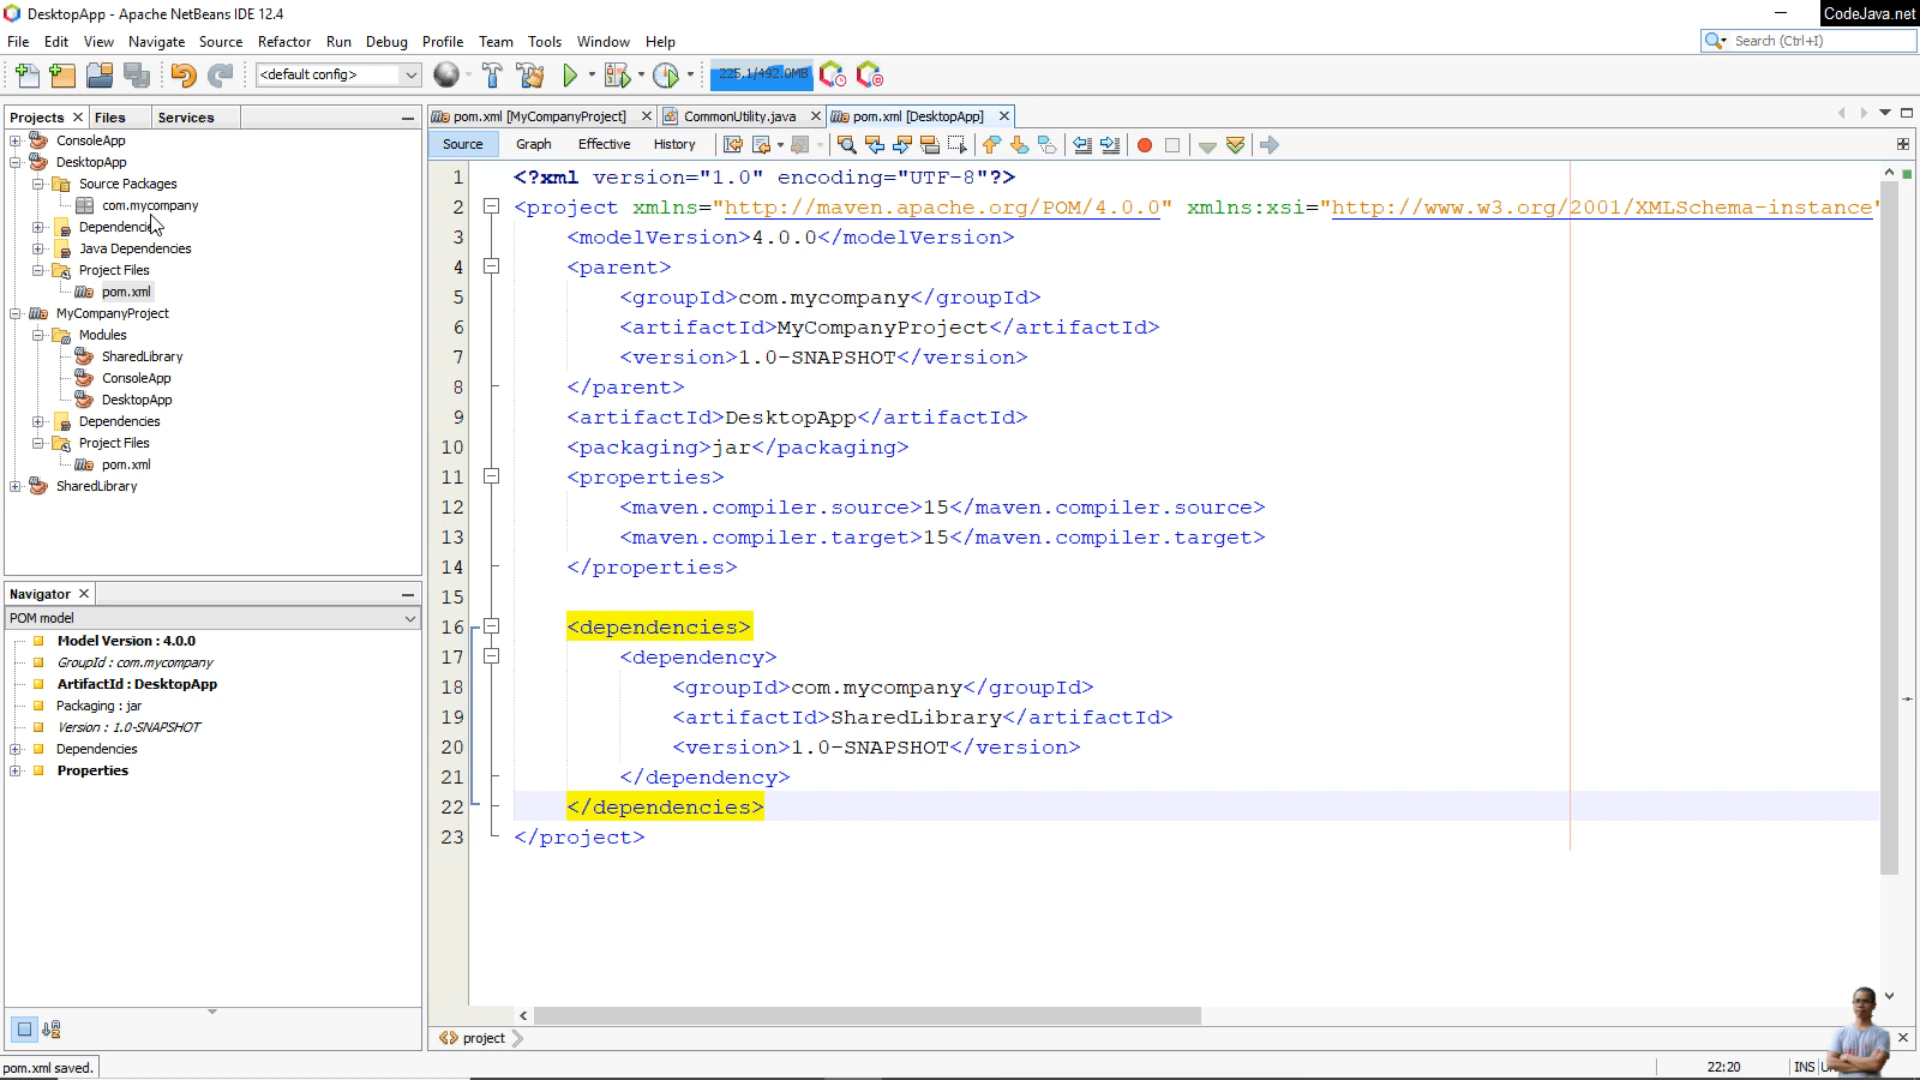 DesktopApp - Apache NetBeans IDE 12.4
CodeJava.net
File Edit View Navigate Source Refactor Run Debug Profile Team Tools Window Help
Search (Ctrl+I)
<default config>
225,1/492.0MB
Projects Files Services
ConsoleApp
DesktopApp
Source Packages
com.mycompany
Java Dependencies
Project Files
pom.xml
MyCompanyProject
Modules
SharedLibrary
ConsoleApp
DesktopApp
Dependencies
Project Files
pom.xml
SharedLibrary
Navigator
POM model
Model Version : 4.0.0
GroupId : com.mycompany
ArtifactId : DesktopApp
Packaging : jar
Version : 1.0-SNAPSHOT
Dependencies
Properties
pom.xml [MyCompanyProject] CommonUtility.java pom.xml [DesktopApp]
Source Graph Effective History
1 <?xml version="1.0" encoding="UTF-8"?>
2 <project xmlns="http://maven.apache.org/POM/4.0.0" xmlns:xsi="http://www.w3.org/2001/XMLSchema-instance"
3 <modelVersion>4.0.0</modelVersion>
4 <parent>
5 <groupId>com.mycompany</groupId>
6 <artifactId>MyCompanyProject</artifactId>
7 <version>1.0-SNAPSHOT</version>
8 </parent>
9 <artifactId>DesktopApp</artifactId>
10 <packaging>jar</packaging>
11 <properties>
12 <maven.compiler.source>15</maven.compiler.source>
13 <maven.compiler.target>15</maven.compiler.target>
14 </properties>
15
16 <dependencies>
17 <dependency>
18 <groupId>com.mycompany</groupId>
19 <artifactId>SharedLibrary</artifactId>
20 <version>1.0-SNAPSHOT</version>
21 </dependency>
22 </dependencies>
23 </project>
project
pom.xml saved.
22:20
INS